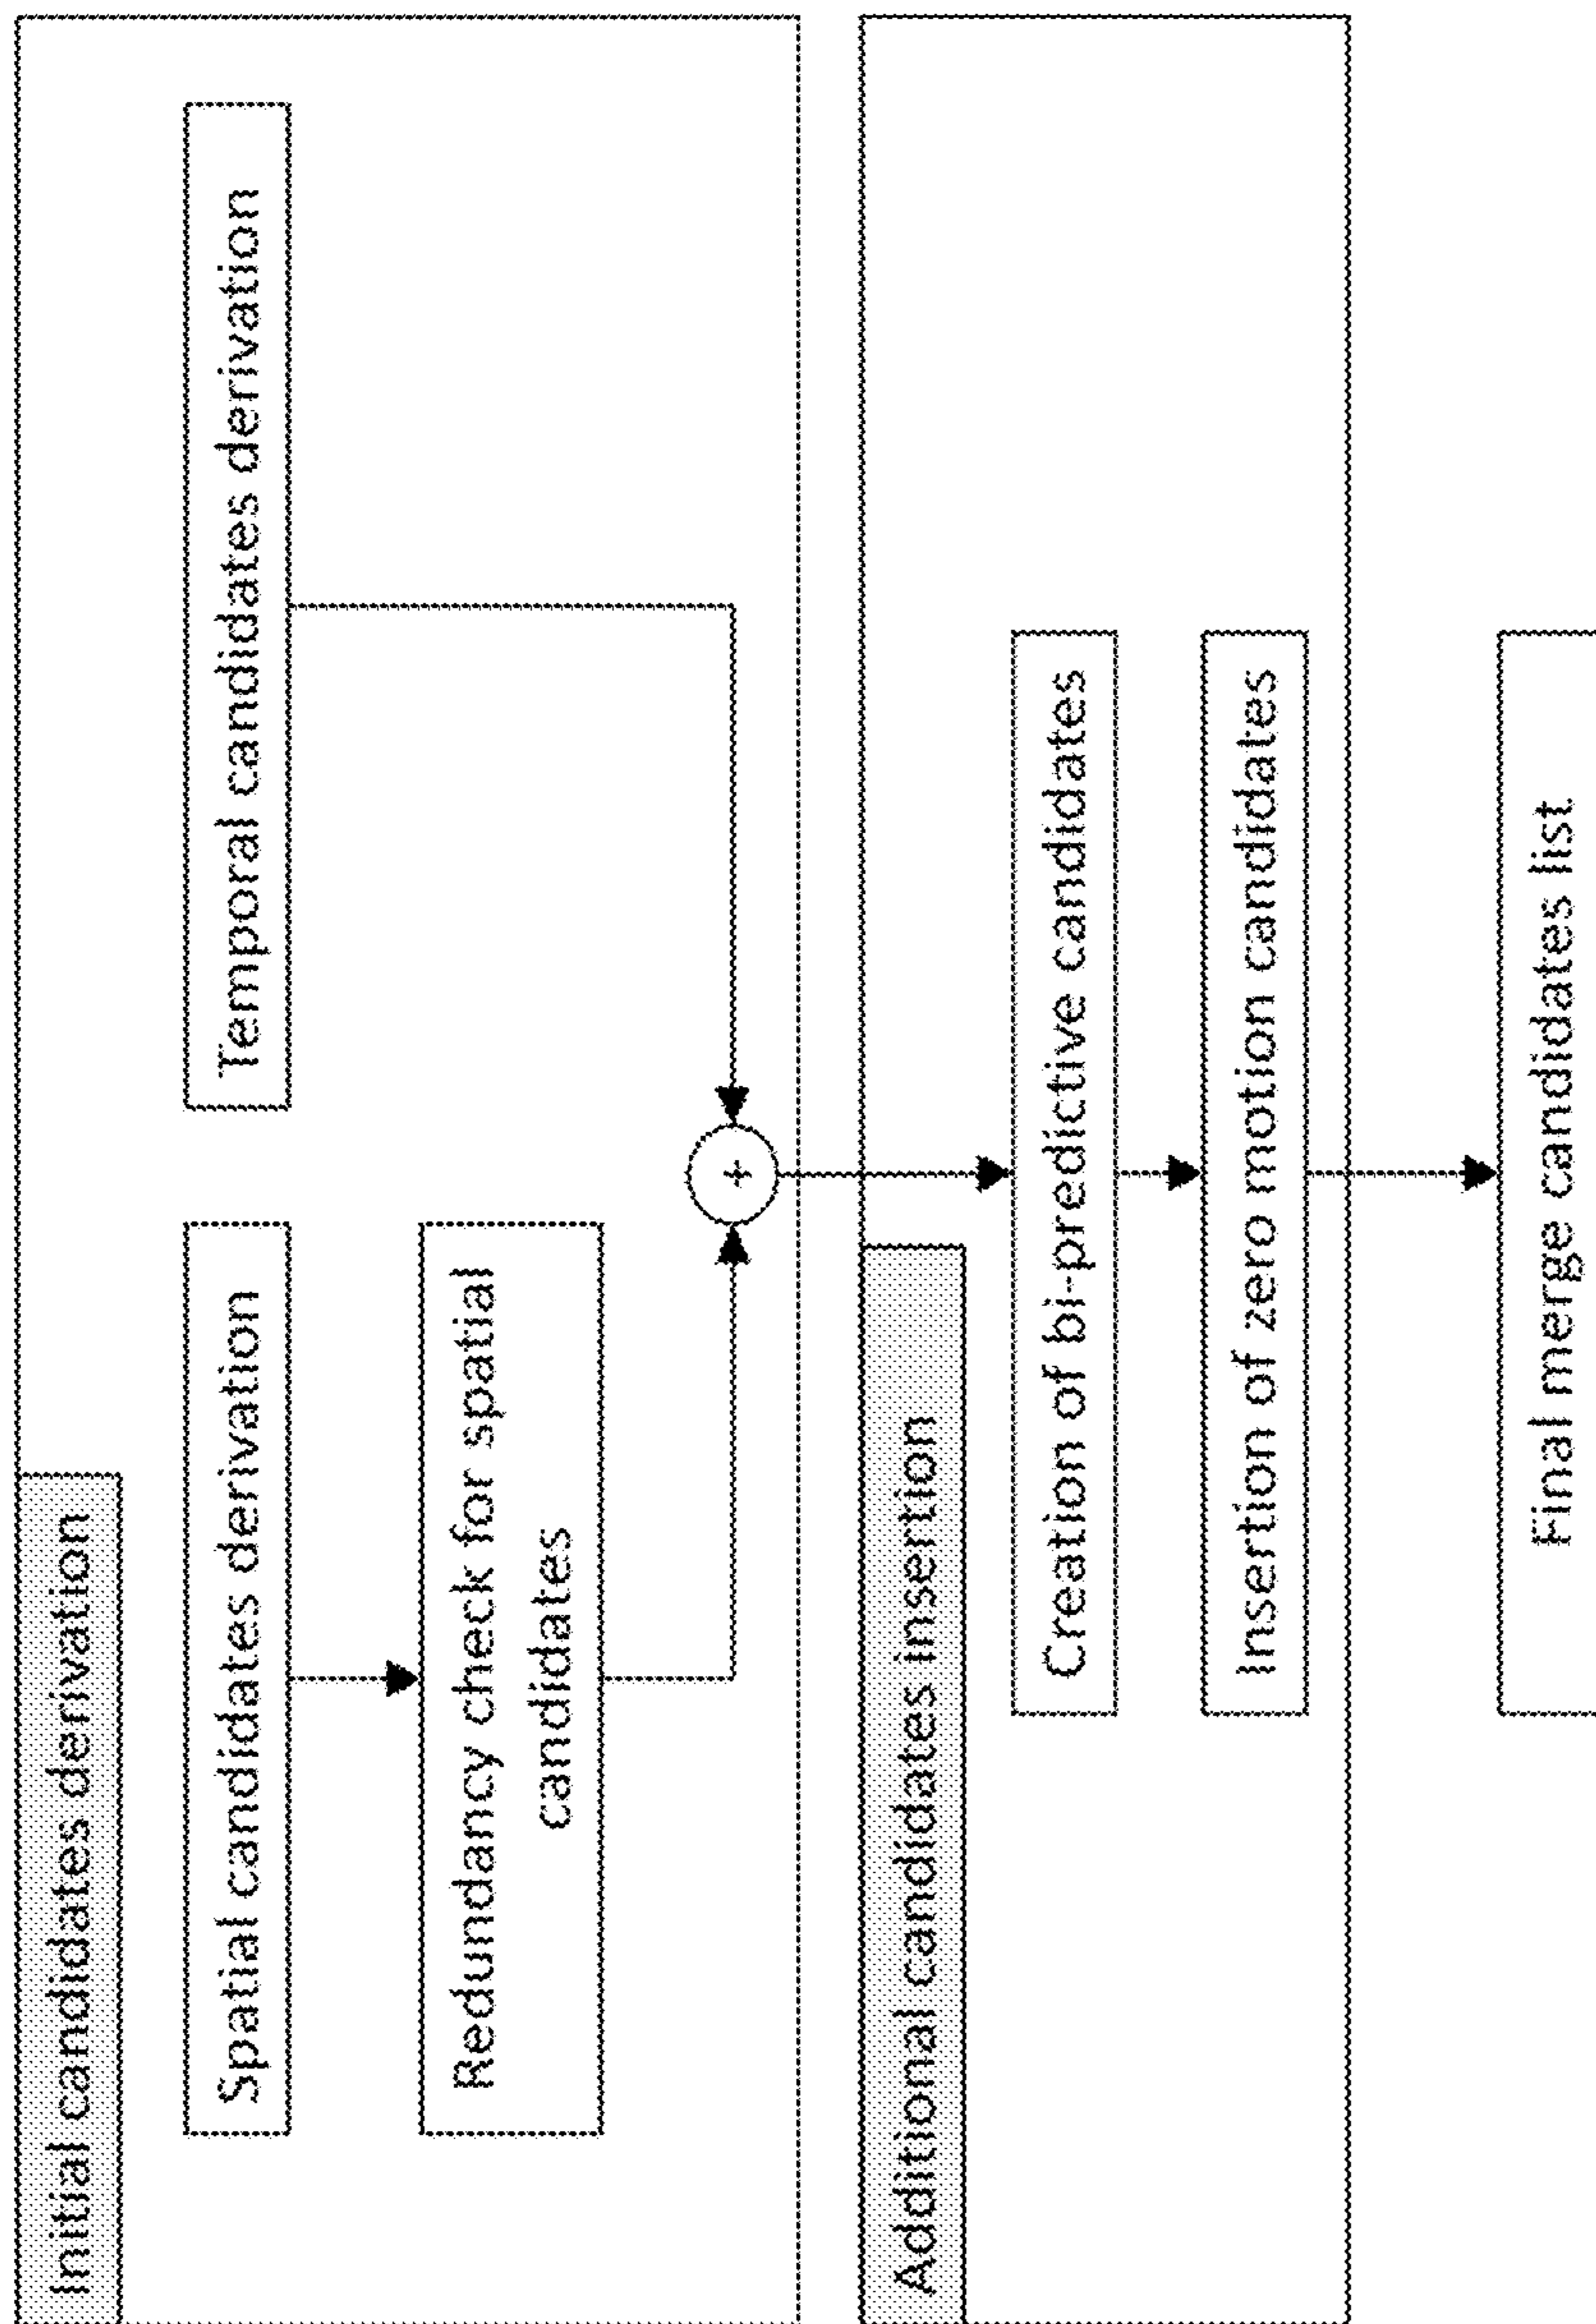 Initial candidates derivation
Spatial candidates derivation
Temporal candidates derivation
Redundancy check for spatial
candidates
+
Additional candidates insertion
Creation of bi-predictive candidates
Insertion of zero motion candidates
Final merge candidates list